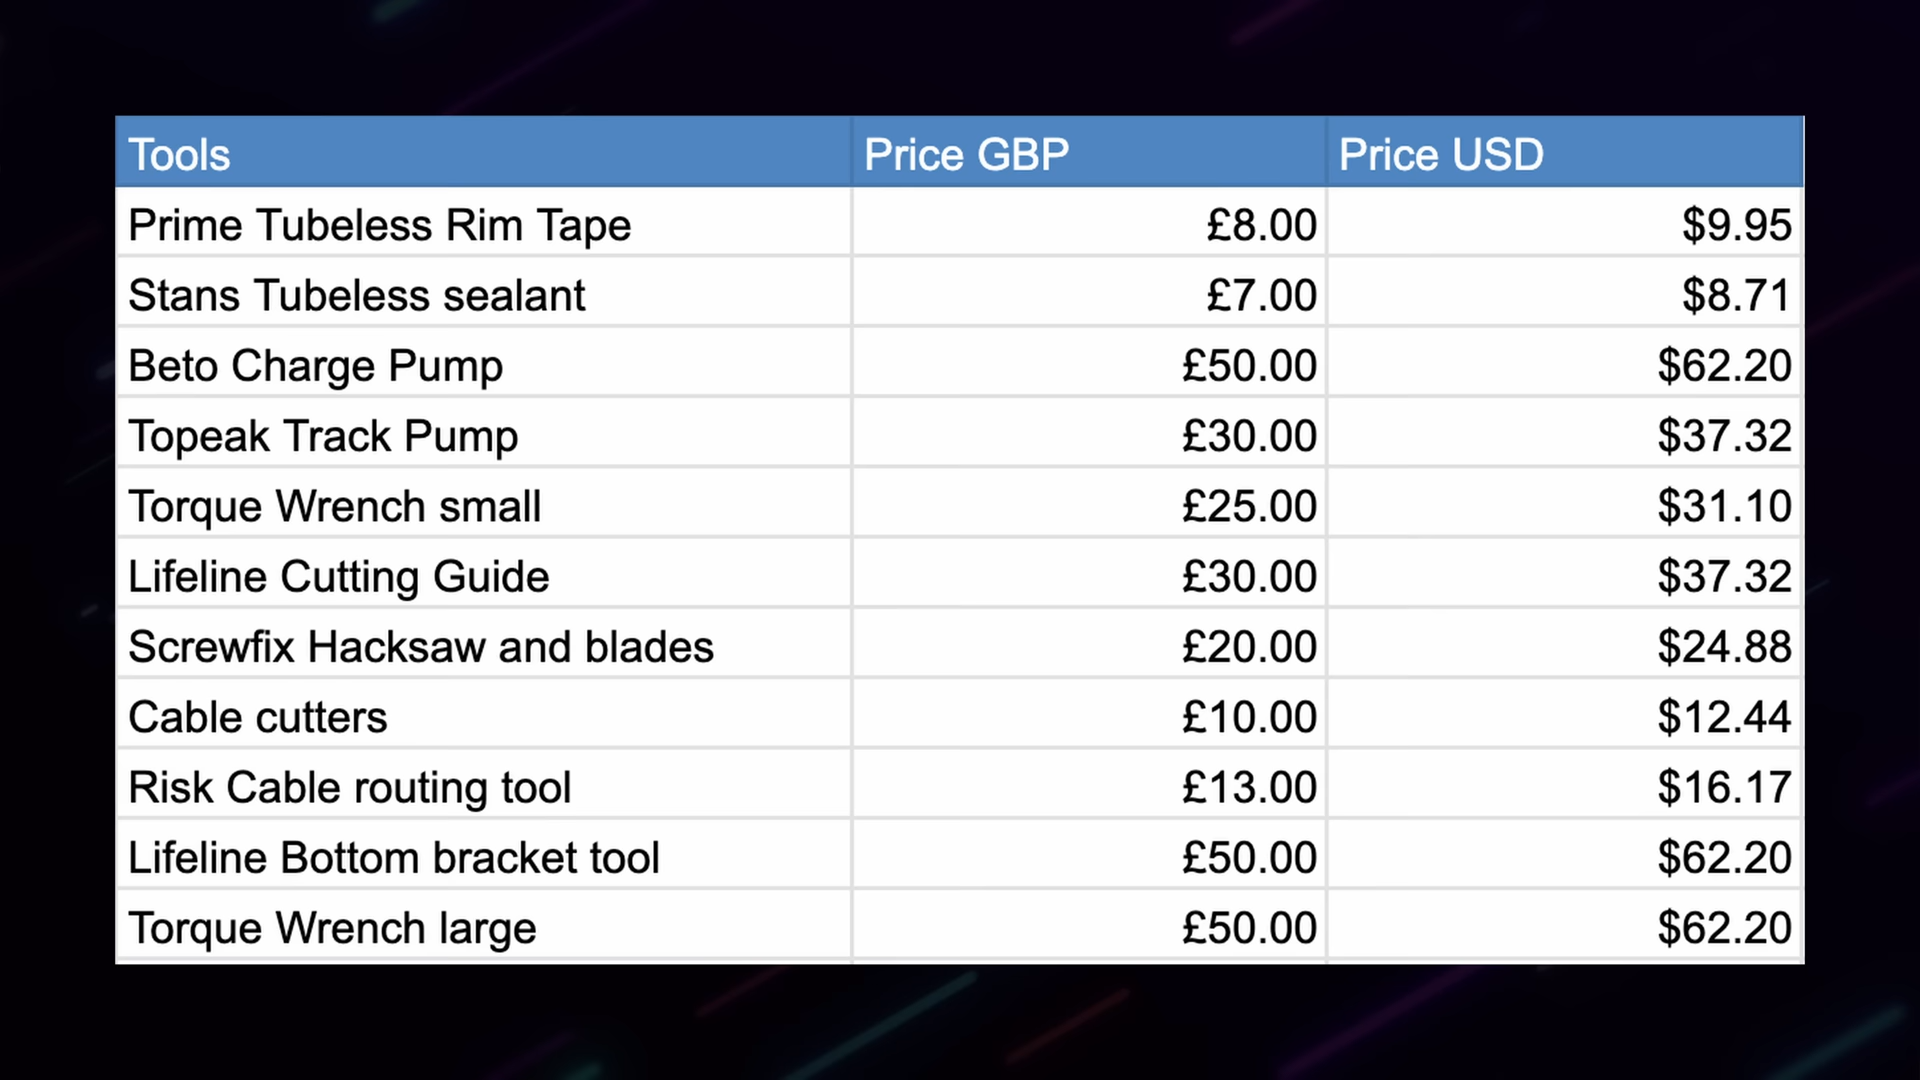 Tools Price GBP Price USD
Prime Tubeless Rim Tape £8.00 $9.95
Stans Tubeless sealant £7.00 $8.71
Beto Charge Pump £50.00 $62.20
Topeak Track Pump £30.00 $37.32
Torque Wrench small £25.00 $31.10
Lifeline Cutting Guide £30.00 $37.32
Screwfix Hacksaw and blades £20.00 $24.88
Cable cutters £10.00 $12.44
Risk Cable routing tool £13.00 $16.17
Lifeline Bottom bracket tool £50.00 $62.20
Torque Wrench large £50.00 $62.20